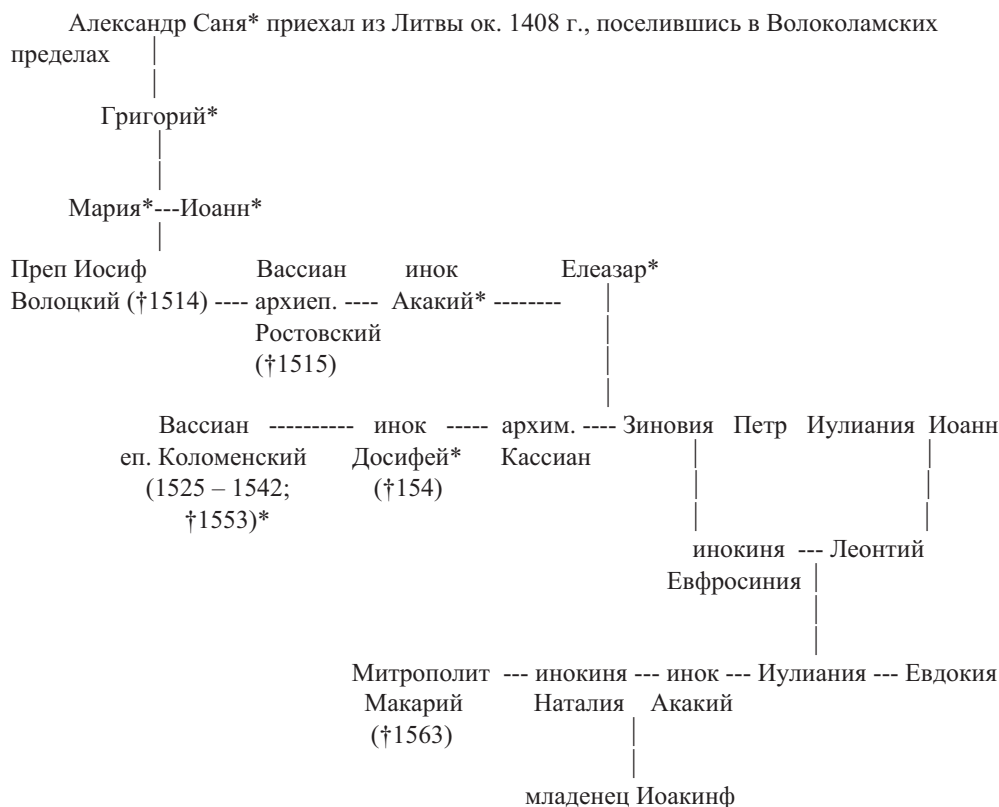 Александр Саня* приехал из Литвы ок. 1408 г., поселившись в Волоколамских
пределах
Григорий*
Мария*---Иоанн*
Преп Иосиф Вассиан инок Елеазар*
Волоцкий (†1514) ---- архиеп. ---- Акакий* --------
Ростовский
(†1515)
Вассиан ---------- инок ----- архим. ---- Зиновия Петр Иулиания Иоанн
еп. Коломенский Досифей* Кассиан
(1525 – 1542; (†154)
†1553)*
инокиня --- Леонтий
Евфросиния
Митрополит --- инокиня --- инок --- Иулиания --- Евдокия
Макарий Наталия Акакий
(†1563)
младенец Иоакинф